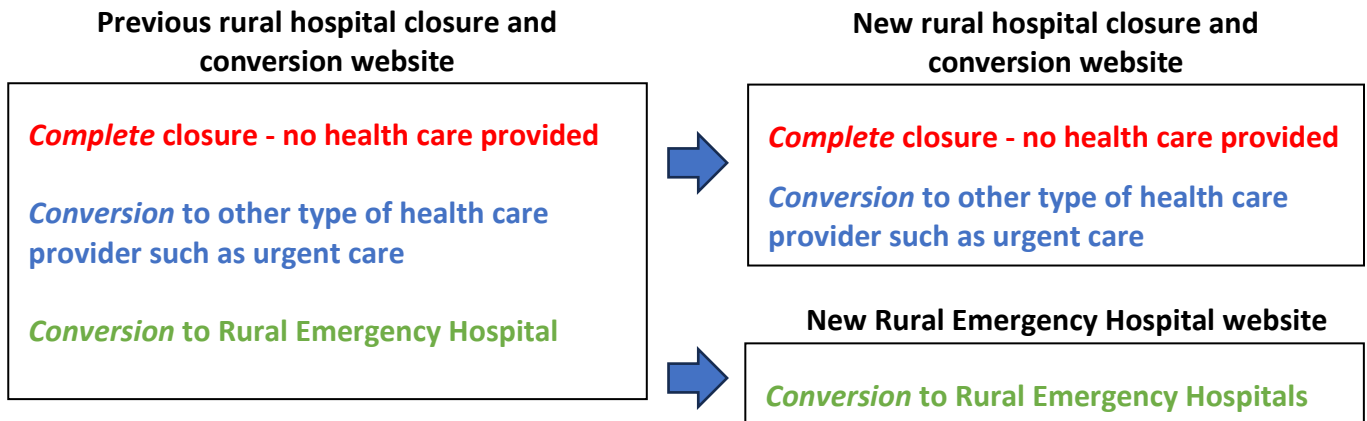 Previous rural hospital closure and
conversion website
Complete closure - no health care provided
Conversion to other type of health care
provider such as urgent care
Conversion to Rural Emergency Hospital
New rural hospital closure and
conversion website
Complete closure - no health care provided
Conversion to other type of health care
provider such as urgent care
New Rural Emergency Hospital website
Conversion to Rural Emergency Hospitals